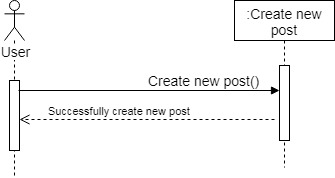 :Create new
post
User
Create new post()
Successfully create new post